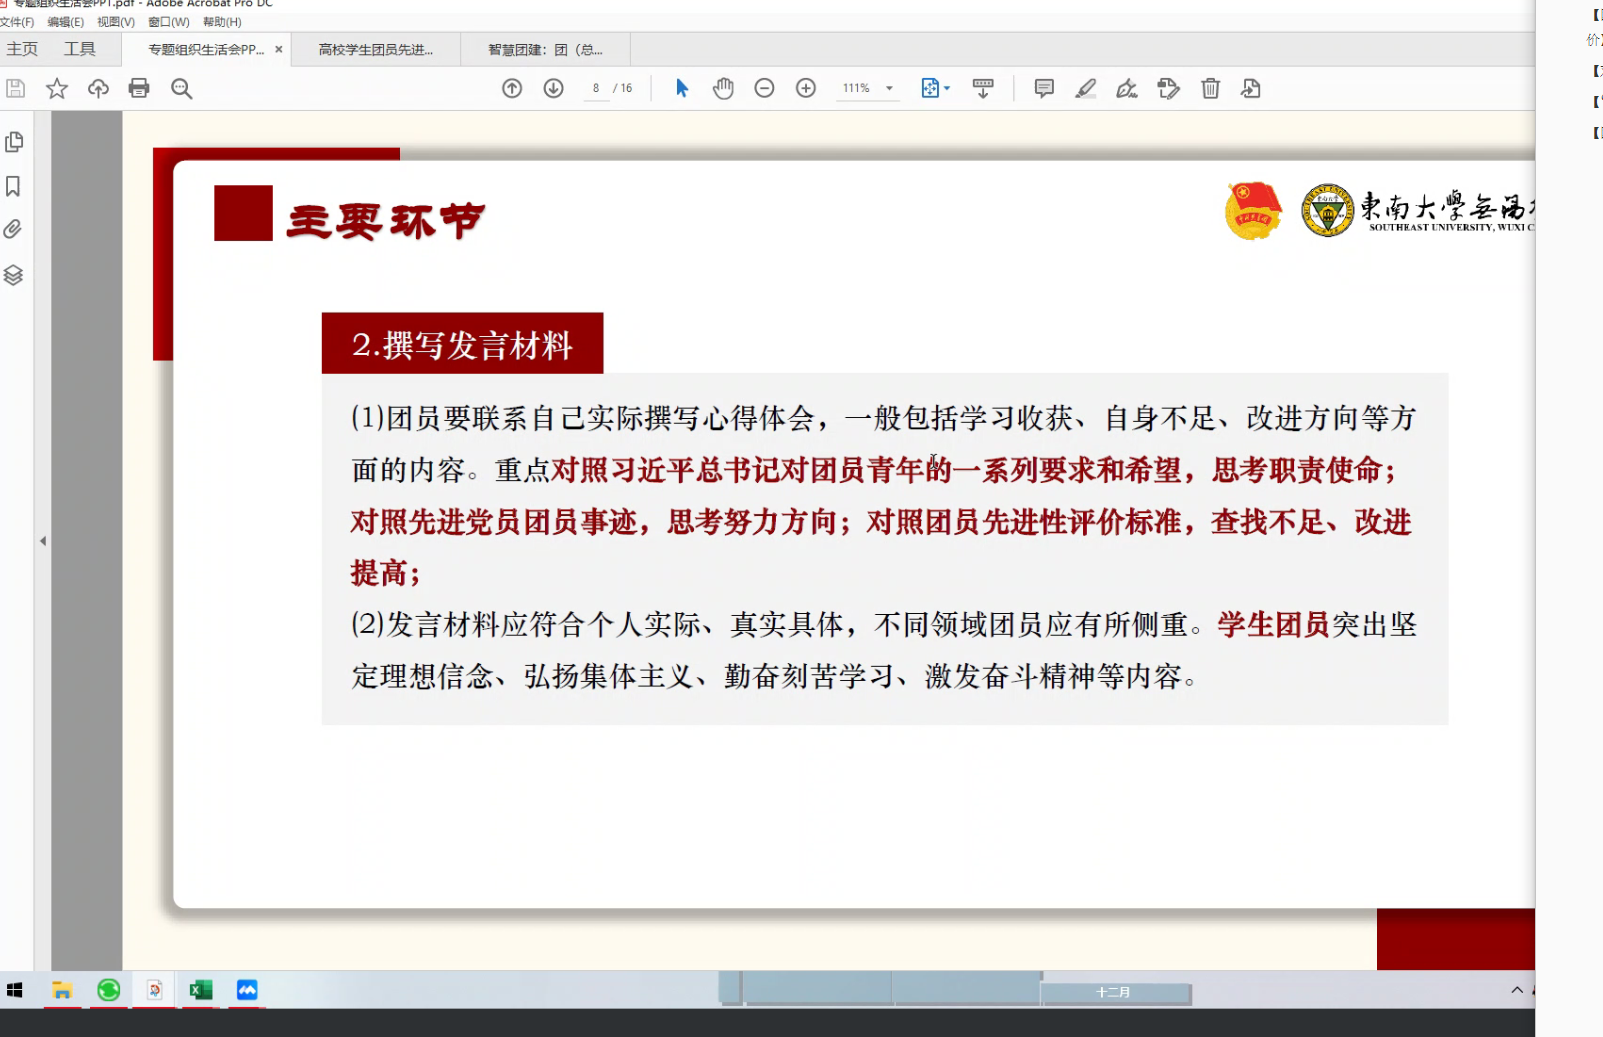 专题组织生活会PPT.pdf - Adobe Acrobat Pro DC
文件(F) 编辑(E) 视图(V) 窗口(W) 帮助(H)
主页 工具 专题组织生活会PP... × 高校学生团员先进... 智慧团建：团（总...
8 / 16 111%
主要环节
東南大學無錫
SOUTHEAST UNIVERSITY, WUXI C
2.撰写发言材料
(1)团员要联系自己实际撰写心得体会，一般包括学习收获、自身不足、改进方向等方
面的内容。重点对照习近平总书记对团员青年的一系列要求和希望，思考职责使命；
对照先进党员团员事迹，思考努力方向；对照团员先进性评价标准，查找不足、改进
提高；
(2)发言材料应符合个人实际、真实具体，不同领域团员应有所侧重。学生团员突出坚
定理想信念、弘扬集体主义、勤奋刻苦学习、激发奋斗精神等内容。
十二月